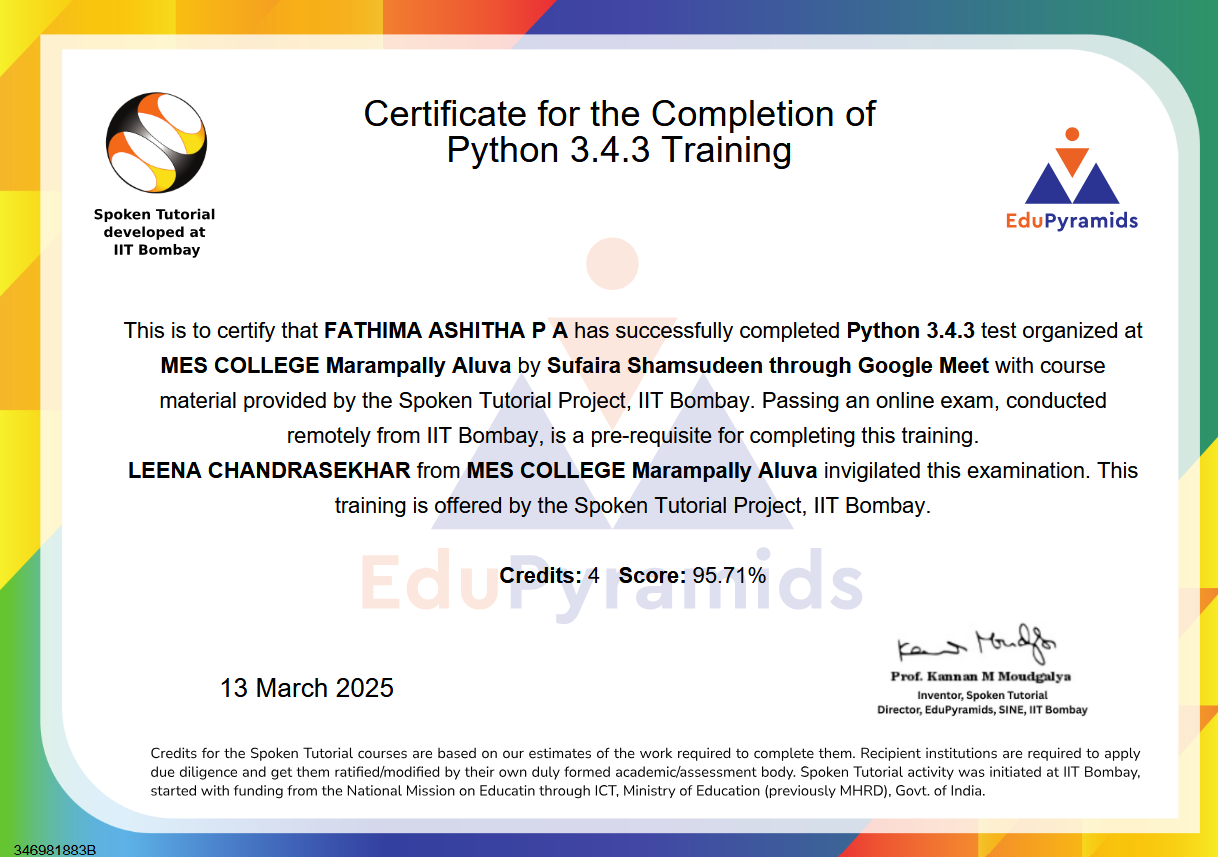 Certificate for the Completion of
Python 3.4.3 Training
Spoken Tutorial
developed at
IIT Bombay
EduPyramids
This is to certify that FATHIMA ASHITHA P A has successfully completed Python 3.4.3 test organized at
MES COLLEGE Marampally Aluva by Sufaira Shamsudeen through Google Meet with course
material provided by the Spoken Tutorial Project, IIT Bombay. Passing an online exam, conducted
remotely from IIT Bombay, is a pre-requisite for completing this training.
LEENA CHANDRASEKHAR from MES COLLEGE Marampally Aluva invigilated this examination. This
training is offered by the Spoken Tutorial Project, IIT Bombay.
EduPyramids
Credits: 4 Score: 95.71%
Kannan Moudgalya
13 March 2025
Prof. Kannan M Moudgalya
Inventor, Spoken Tutorial
Director, EduPyramids, SINE, IIT Bombay
Credits for the Spoken Tutorial courses are based on our estimates of the work required to complete them. Recipient institutions are required to apply
due diligence and get them ratified/modified by their own duly formed academic/assessment body. Spoken Tutorial activity was initiated at IIT Bombay,
started with funding from the National Mission on Educatin through ICT, Ministry of Education (previously MHRD), Govt. of India.
346981883B